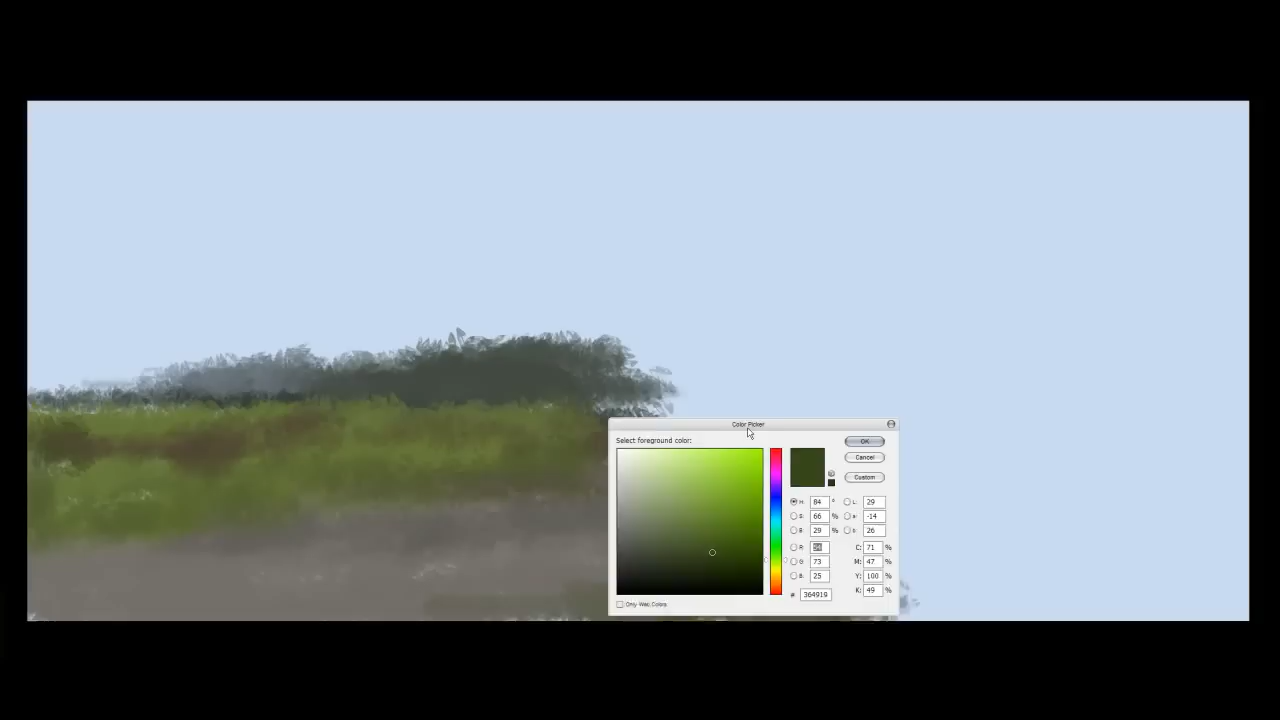 Color Picker
Select foreground color:
OK
Cancel
Custom
H: 84 °
S: 66 %
B: 29 %
L: 29
a: -14
b: 26
R: 54
G: 73
B: 25
C: 71 %
M: 47 %
Y: 100 %
K: 49 %
# 364919
Only Web Colors